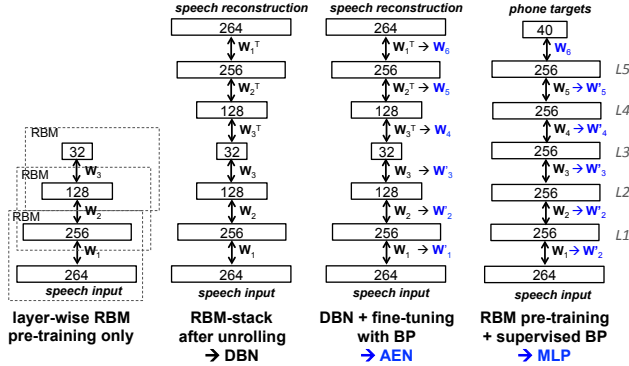 RBM
32
W₃
RBM
128
W₂
RBM
256
W₁
264
speech input
layer-wise RBM
pre-training only
speech reconstruction
264
W₁ᵀ
256
W₂ᵀ
128
W₃ᵀ
32
W₃
128
W₂
256
W₁
264
speech input
RBM-stack
after unrolling
→ DBN
speech reconstruction
264
W₁ᵀ → W₆
256
W₂ᵀ → W₅
128
W₃ᵀ → W₄
32
W₃ → W'₃
128
W₂ → W'₂
256
W₁ → W'₁
264
speech input
DBN + fine-tuning
with BP
→ AEN
phone targets
40
W₆
256 L5
W₅ → W'₅
256 L4
W₄ → W'₄
256 L3
W₃ → W'₃
256 L2
W₂ → W'₂
256 L1
W₁ → W'₂
264
speech input
RBM pre-training
+ supervised BP
→ MLP